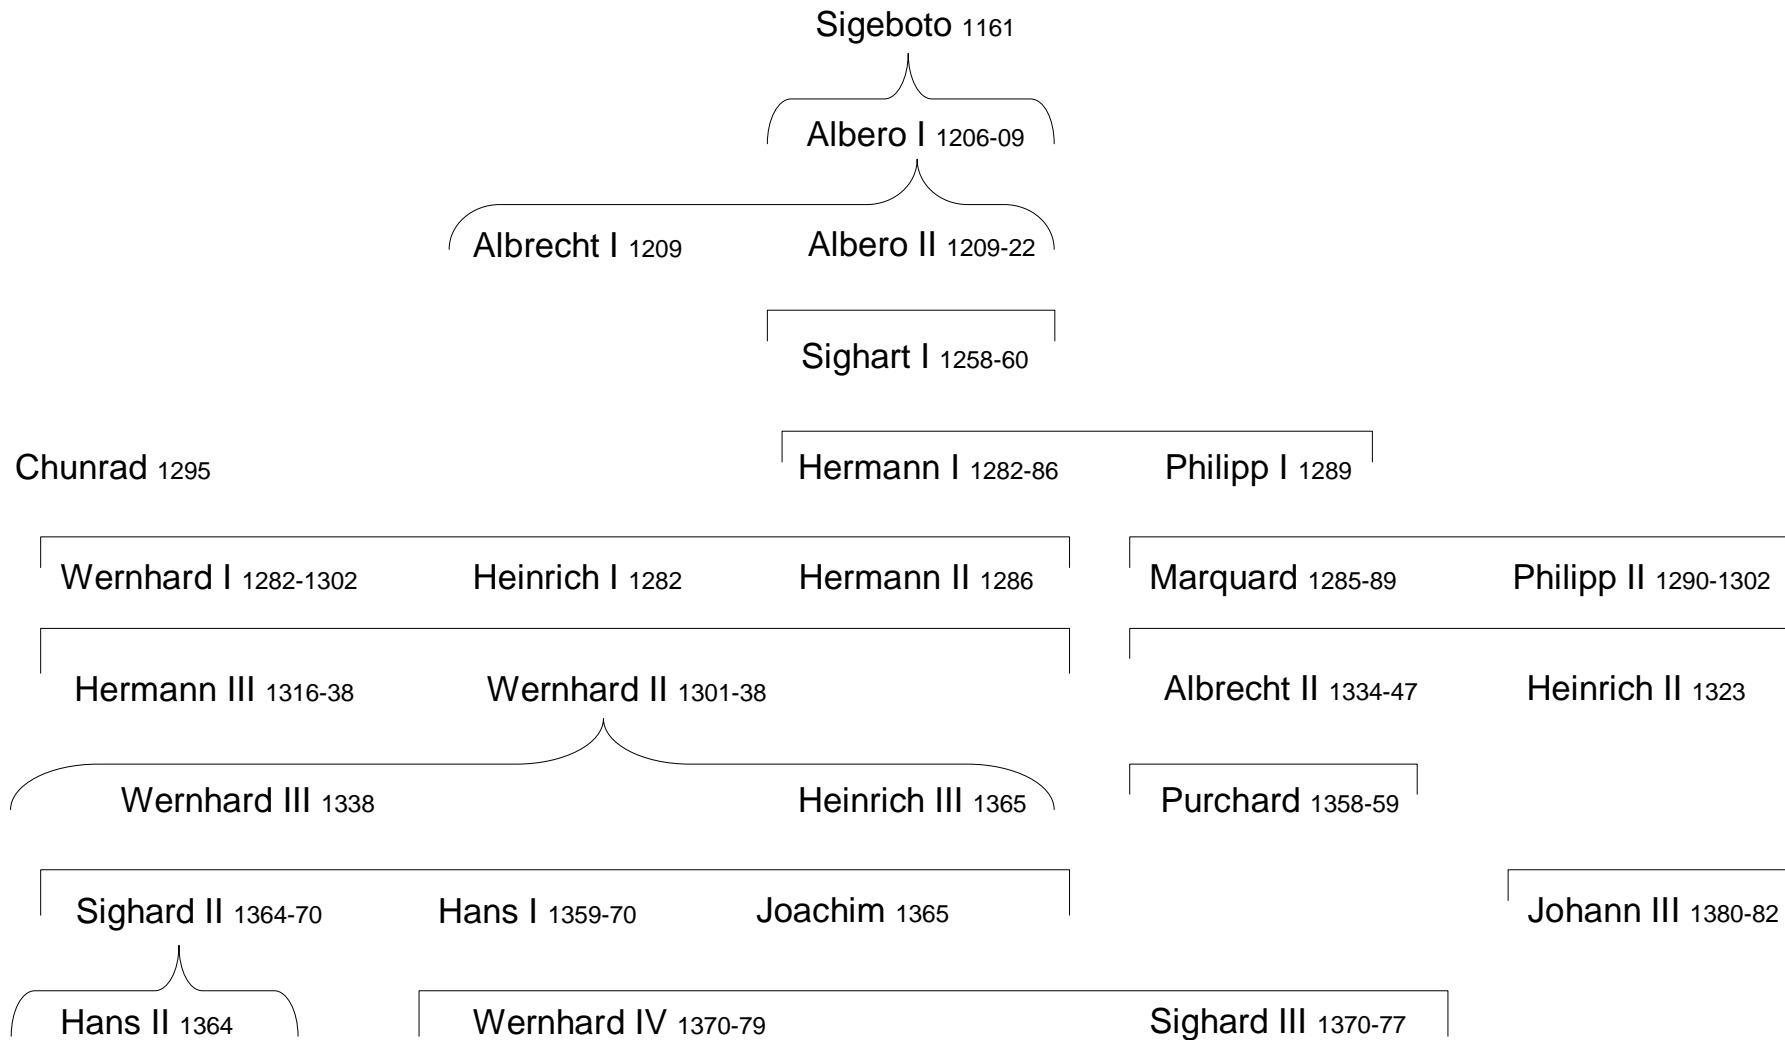 Sigeboto 1161
Albero I 1206-09
Albrecht I 1209 Albero II 1209-22
Sighart I 1258-60
Chunrad 1295 Hermann I 1282-86 Philipp I 1289
Wernhard I 1282-1302 Heinrich I 1282 Hermann II 1286 Marquard 1285-89 Philipp II 1290-1302
Hermann III 1316-38 Wernhard II 1301-38 Albrecht II 1334-47 Heinrich II 1323
Wernhard III 1338 Heinrich III 1365 Purchard 1358-59
Sighard II 1364-70 Hans I 1359-70 Joachim 1365 Johann III 1380-82
Hans II 1364 Wernhard IV 1370-79 Sighard III 1370-77